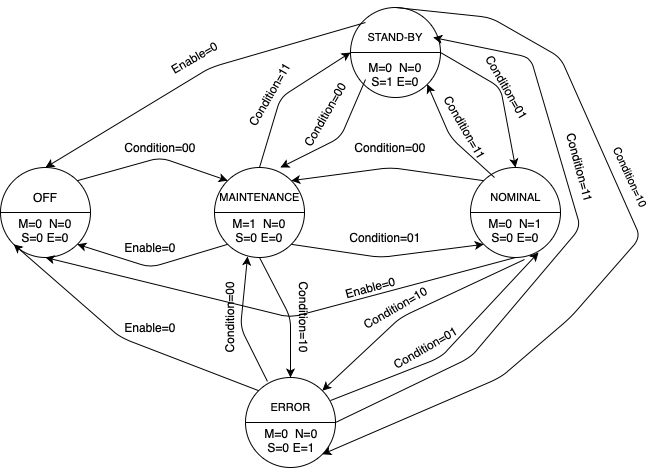 STAND-BY
M=0 N=0
S=1 E=0
Enable=0
Condition=11
Condition=00
Condition=01
Condition=11
Condition=00
Condition=00
Condition=11
Condition=10
OFF
M=0 N=0
S=0 E=0
MAINTENANCE
M=1 N=0
S=0 E=0
NOMINAL
M=0 N=1
S=0 E=0
Enable=0
Condition=01
Enable=0
Condition=00
Condition=10
Condition=10
Enable=0
Condition=01
ERROR
M=0 N=0
S=0 E=1